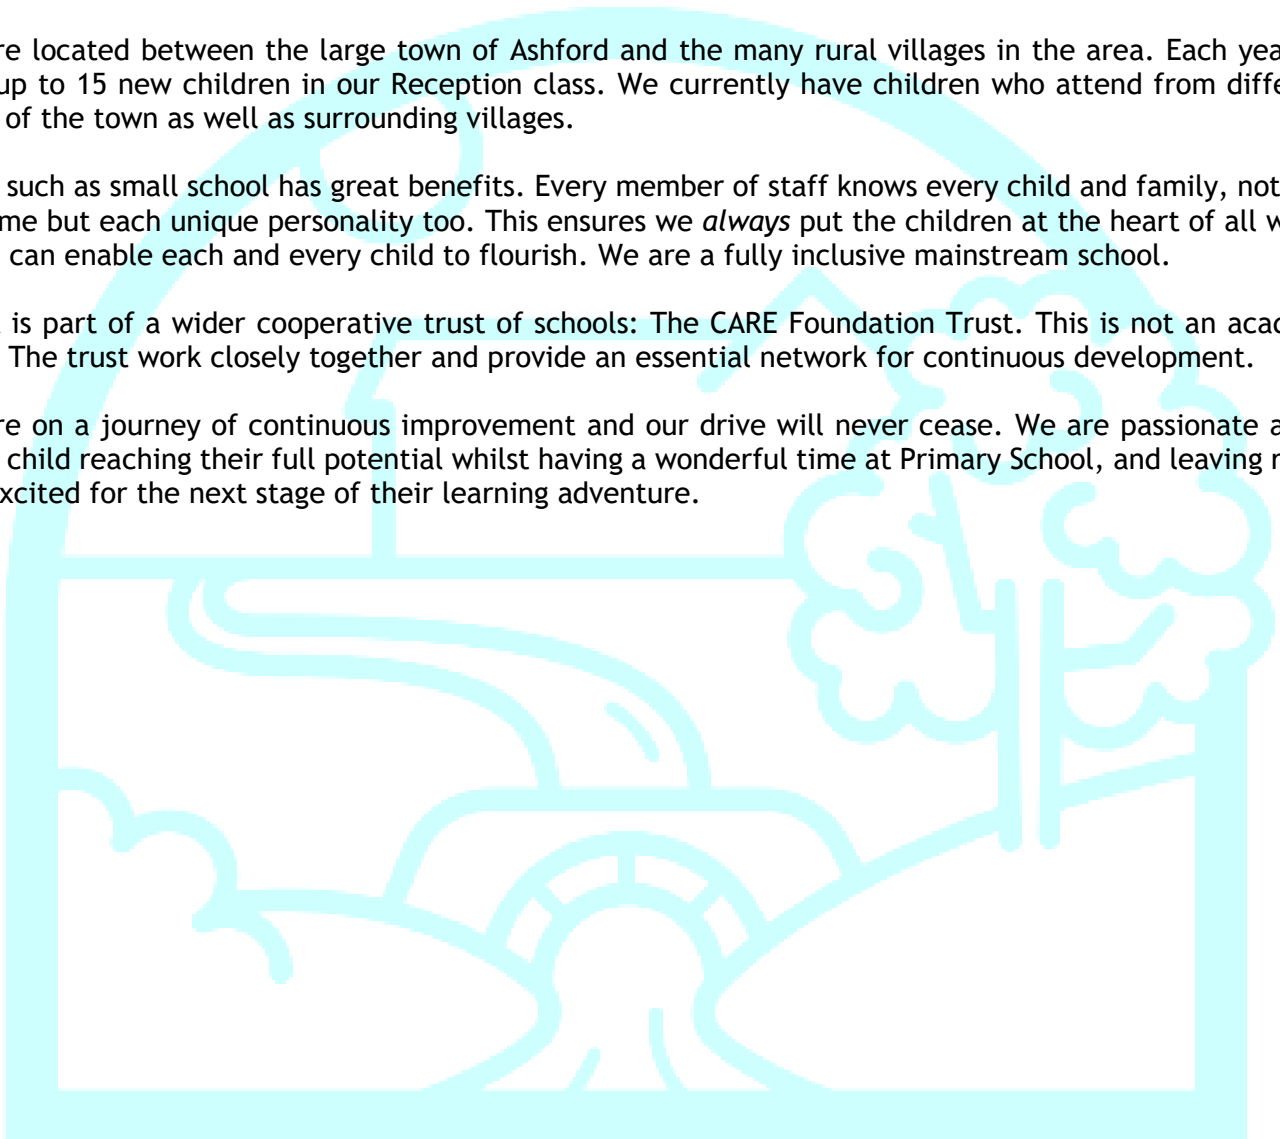 re located between the large town of Ashford and the many rural villages in the area. Each yea
up to 15 new children in our Reception class. We currently have children who attend from diffe
of the town as well as surrounding villages.
such as small school has great benefits. Every member of staff knows every child and family, not
me but each unique personality too. This ensures we always put the children at the heart of all w
can enable each and every child to flourish. We are a fully inclusive mainstream school.
is part of a wider cooperative trust of schools: The CARE Foundation Trust. This is not an acad
The trust work closely together and provide an essential network for continuous development.
re on a journey of continuous improvement and our drive will never cease. We are passionate a
child reaching their full potential whilst having a wonderful time at Primary School, and leaving r
xcited for the next stage of their learning adventure.